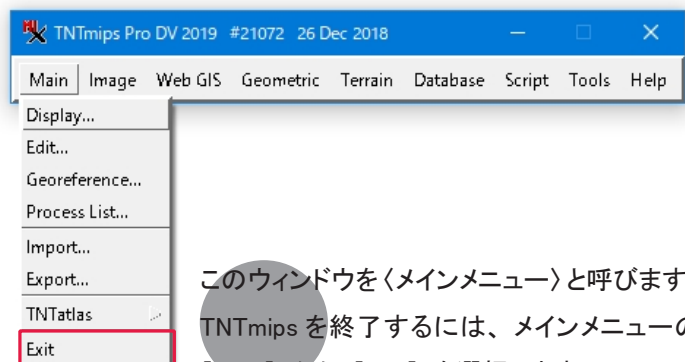 TNTmips Pro DV 2019 #21072 26 Dec 2018
Main Image Web GIS Geometric Terrain Database Script Tools Help
Display...
Edit...
Georeference...
Process List...
Import...
Export...
TNTatlas
Exit
このウィンドウを〈メインメニュー〉と呼びます
TNTmips を終了するには、メインメニューの